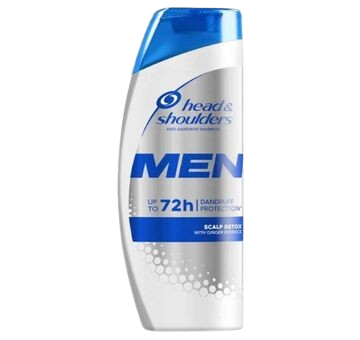 head&
shoulders
ANTI-DANDRUFF SHAMPOO
MEN
UP TO 72h
DANDRUFF
PROTECTION*
SCALP DETOX
WITH GINGER ESSENCE